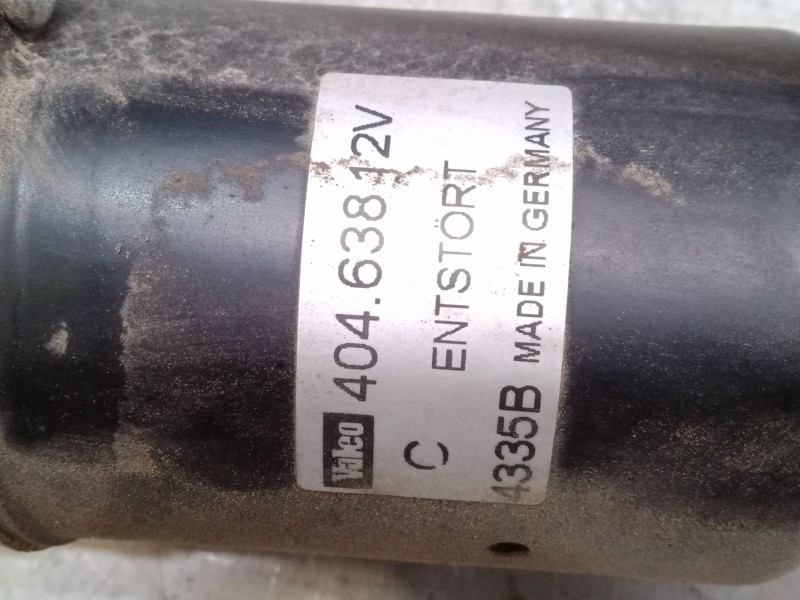 Valeo 404.638 12V
C ENTSTÖRT
4335B MADE IN GERMANY